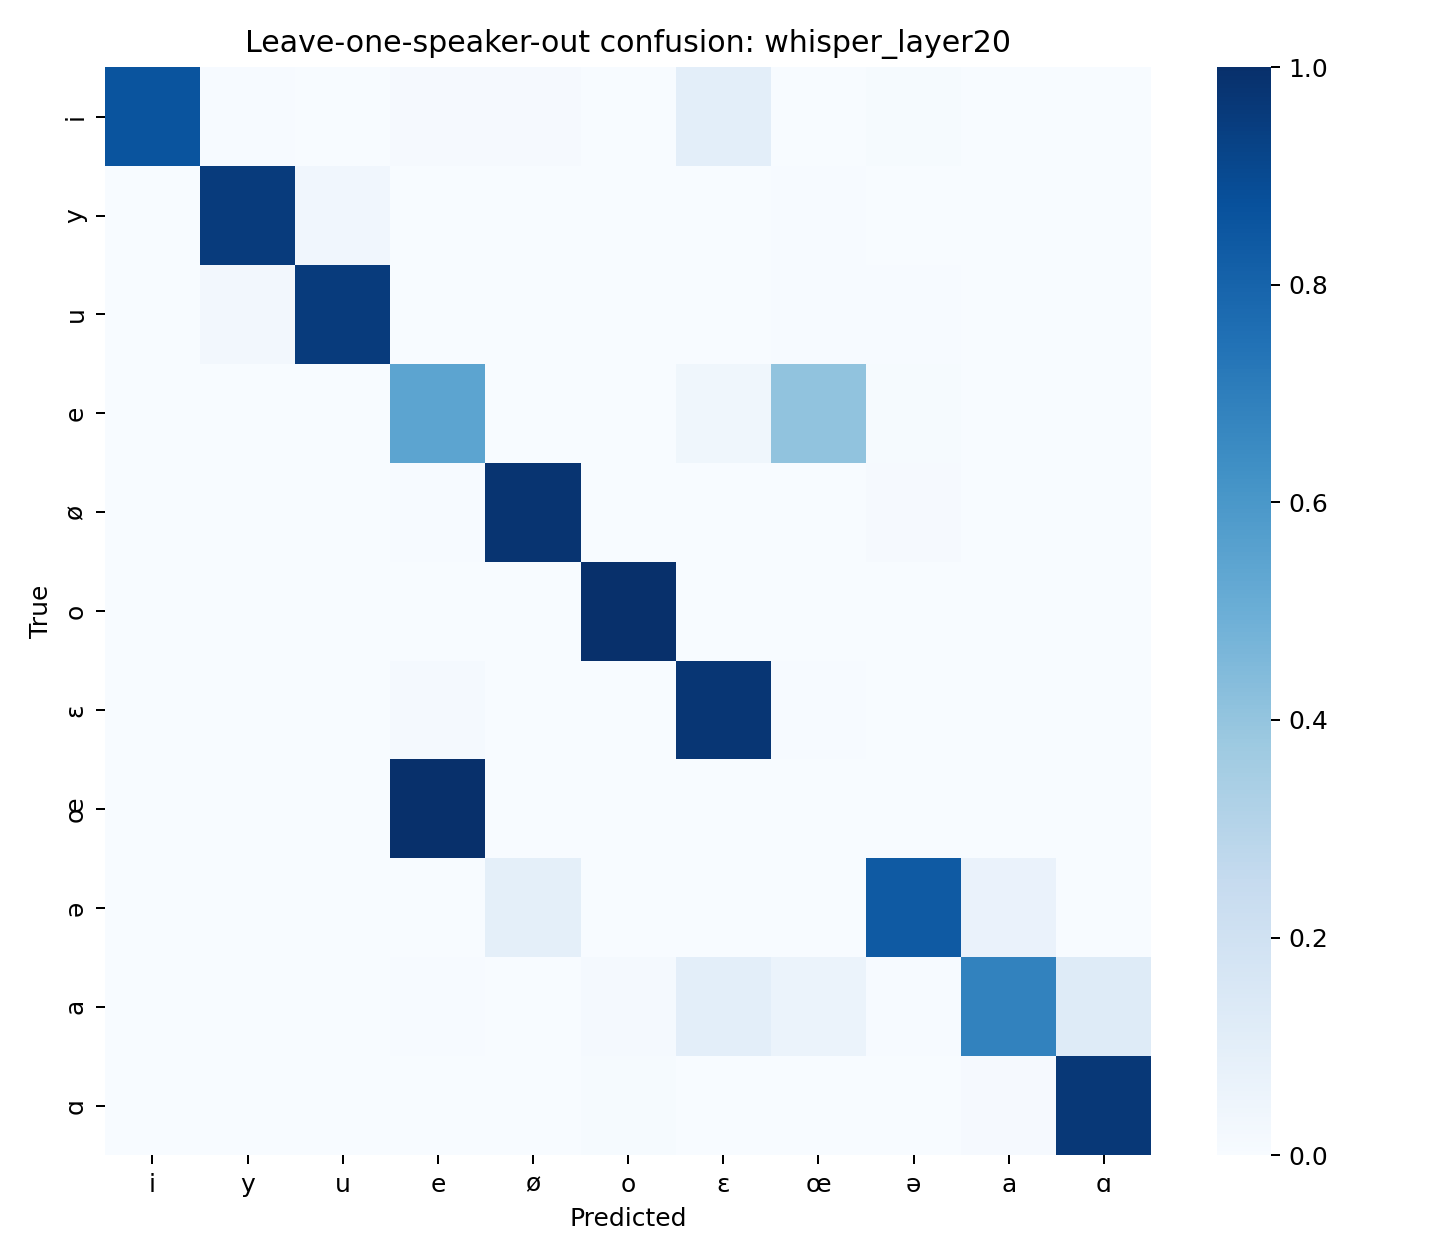 Leave-one-speaker-out confusion: whisper_layer20
True
i
y
u
e
ø
o
ε
œ
ə
a
ɑ
i y u e ø o ε œ ə a ɑ
Predicted
1.0
0.8
0.6
0.4
0.2
0.0